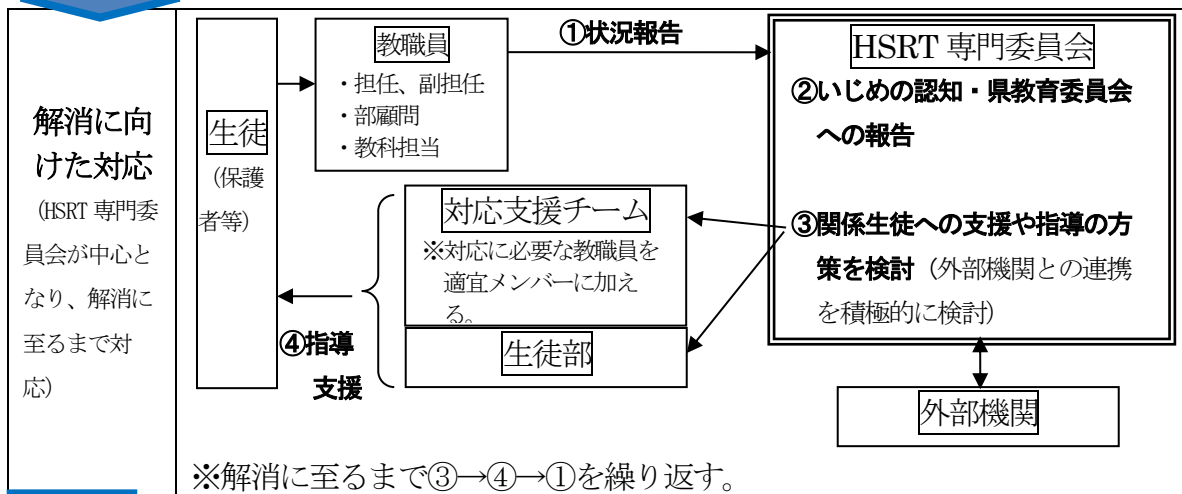 解消に向
けた対応
（HSRT 専門委
員会が中心と
なり、解消に
至るまで対
応）
生徒
（保護
者等）
教職員
・担任、副担任
・部顧問
・教科担当
①状況報告
HSRT 専門委員会
②いじめの認知・県教育委員会
への報告
③関係生徒への支援や指導の方
策を検討（外部機関との連携
を積極的に検討）
対応支援チーム
※対応に必要な教職員を
適宜メンバーに加え
る。
生徒部
④指導
支援
外部機関
※解消に至るまで③→④→①を繰り返す。